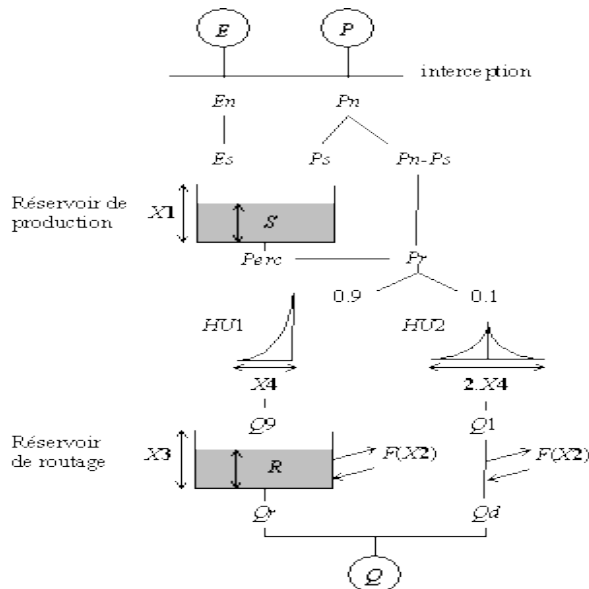 E P
interception
En Pn
Es Ps Pn-Ps
Réservoir de
production
X1 S
Perc Pr
0.9 0.1
HU1 HU2
X4 2.X4
Q9 Q1
Réservoir
de routage
X3 R F(X2) F(X2)
Qr Qd
Q